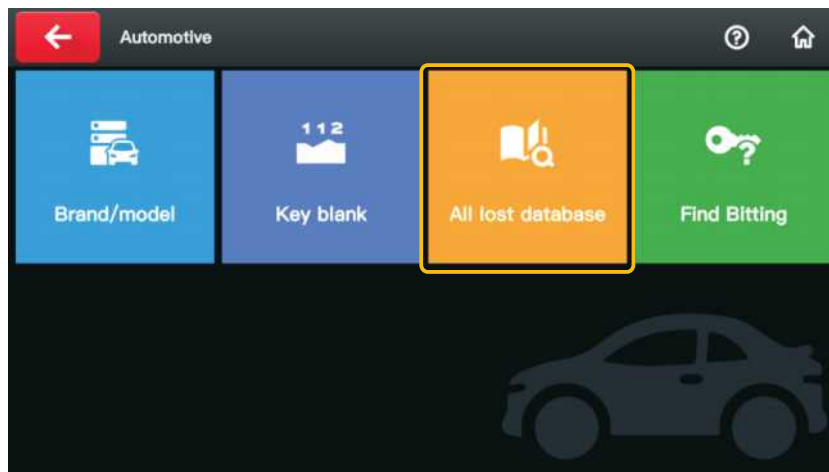 Automotive
112
Brand/model
Key blank
All lost database
Find Bitting